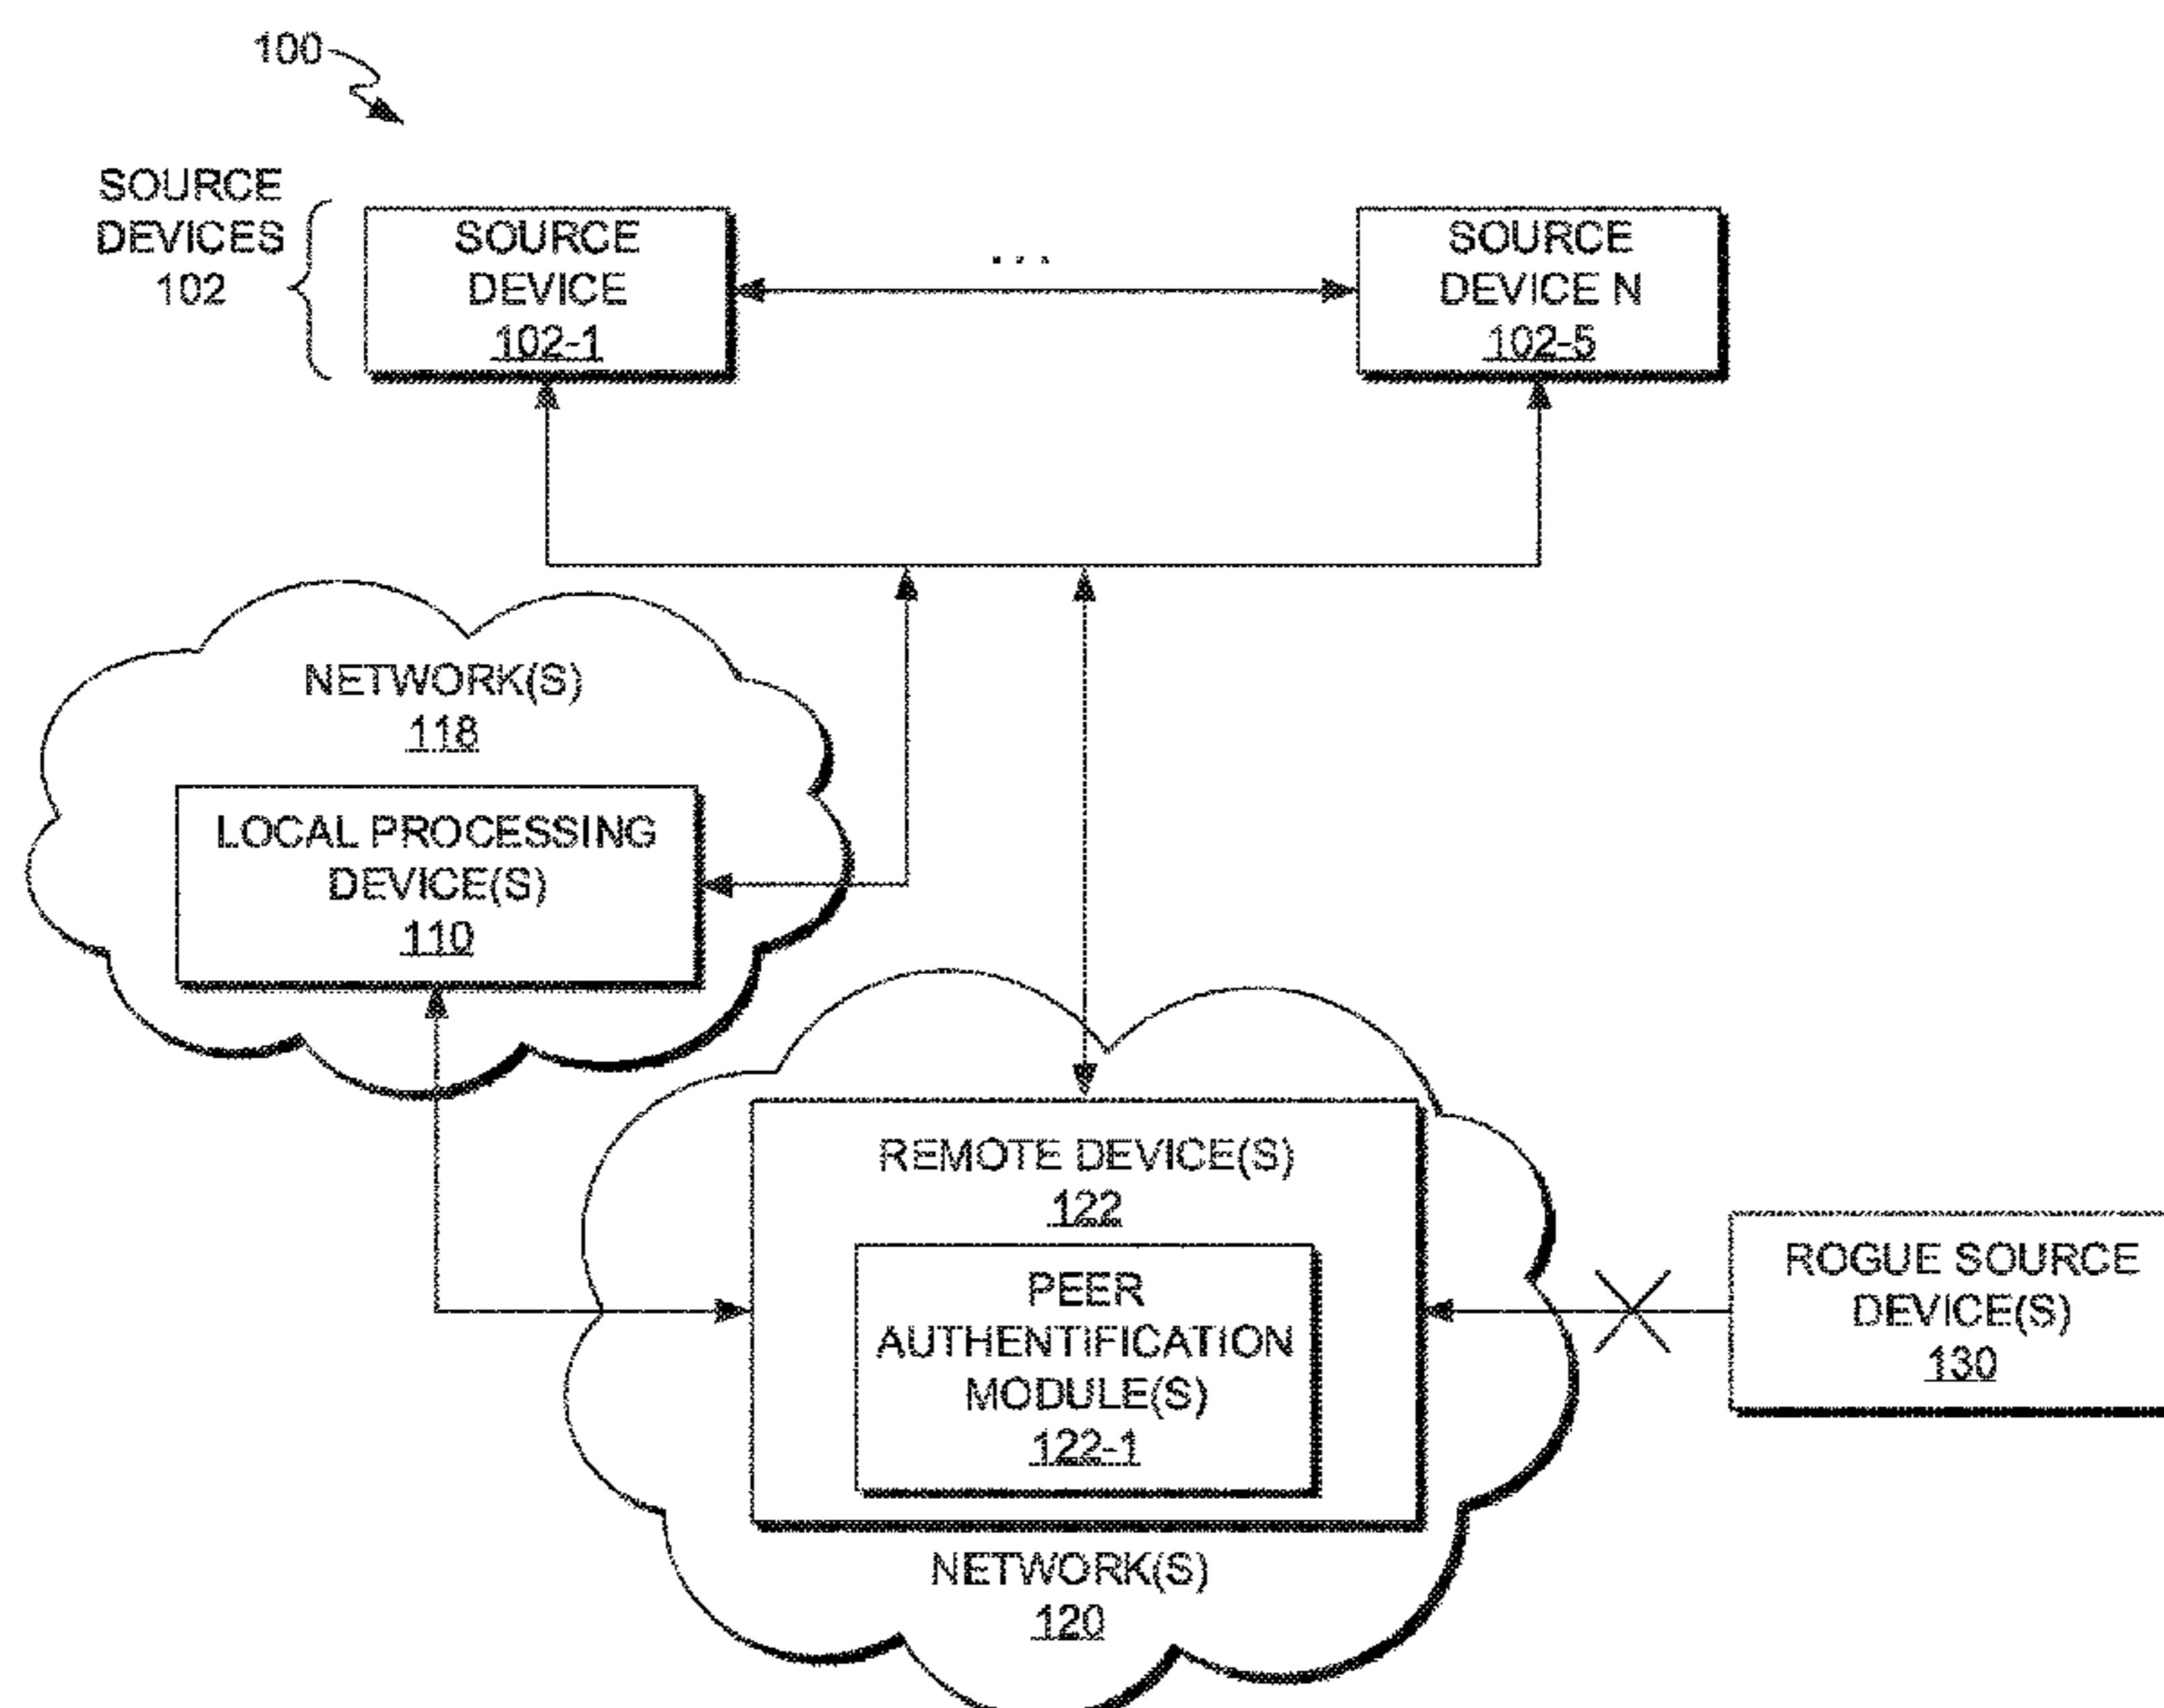 100
SOURCE
DEVICES
102
SOURCE
DEVICE
102-1
...
SOURCE
DEVICE N
102-5
NETWORK(S)
118
LOCAL PROCESSING
DEVICE(S)
110
REMOTE DEVICE(S)
122
PEER
AUTHENTIFICATION
MODULE(S)
122-1
NETWORK(S)
120
ROGUE SOURCE
DEVICE(S)
130